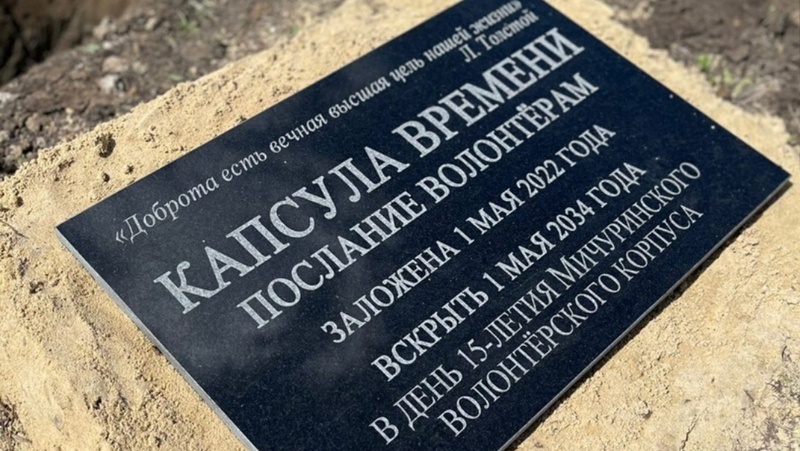 «Доброта есть вечная высшая цель нашей жизни»
Л. Толстой
КАПСУЛА ВРЕМЕНИ
ПОСЛАНИЕ ВОЛОНТЁРАМ
ЗАЛОЖЕНА 1 МАЯ 2022 ГОДА
ВСКРЫТЬ 1 МАЯ 2034 ГОДА
В ДЕНЬ 15-ЛЕТИЯ МИЧУРИНСКОГО
ВОЛОНТЁРСКОГО КОРПУСА